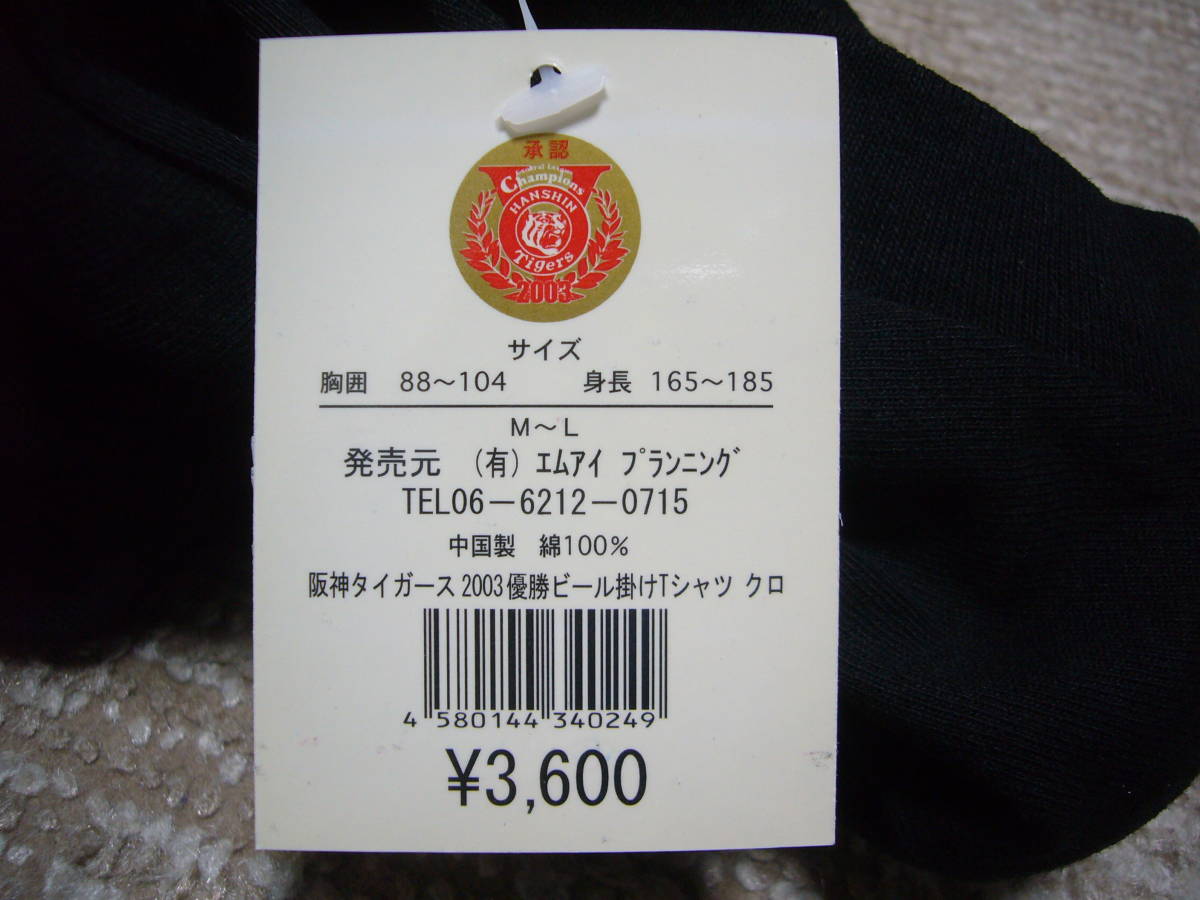 承認
Central League
Champions
HANSHIN
Tigers
2003
サイズ
胸囲 88〜104 身長 165〜185
M〜L
発売元 (有) ｴﾑｱｲ ﾌﾟﾗﾝﾆﾝｸﾞ
TEL06−6212−0715
中国製 綿100%
阪神タイガース 2003優勝ビール掛けTシャツ クロ
4 580144 340249
¥3,600